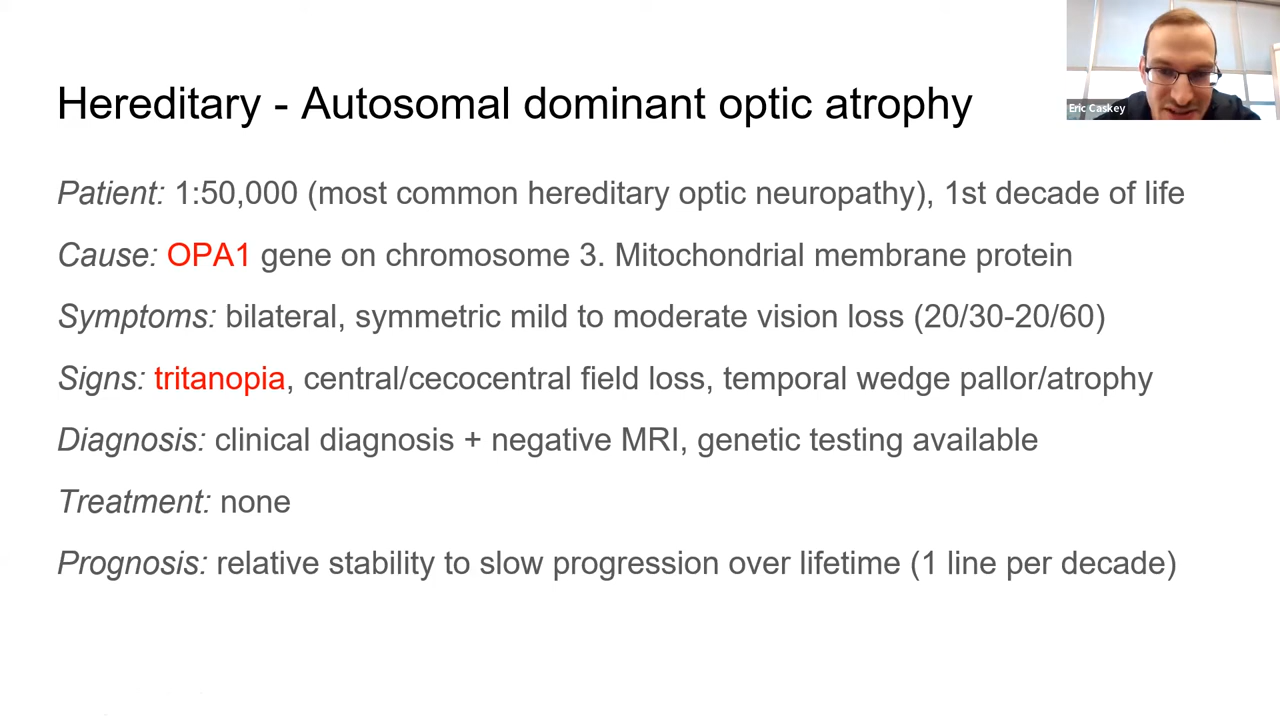 Eric Caskey
Hereditary - Autosomal dominant optic atrophy
Patient: 1:50,000 (most common hereditary optic neuropathy), 1st decade of life
Cause: OPA1 gene on chromosome 3. Mitochondrial membrane protein
Symptoms: bilateral, symmetric mild to moderate vision loss (20/30-20/60)
Signs: tritanopia, central/cecocentral field loss, temporal wedge pallor/atrophy
Diagnosis: clinical diagnosis + negative MRI, genetic testing available
Treatment: none
Prognosis: relative stability to slow progression over lifetime (1 line per decade)